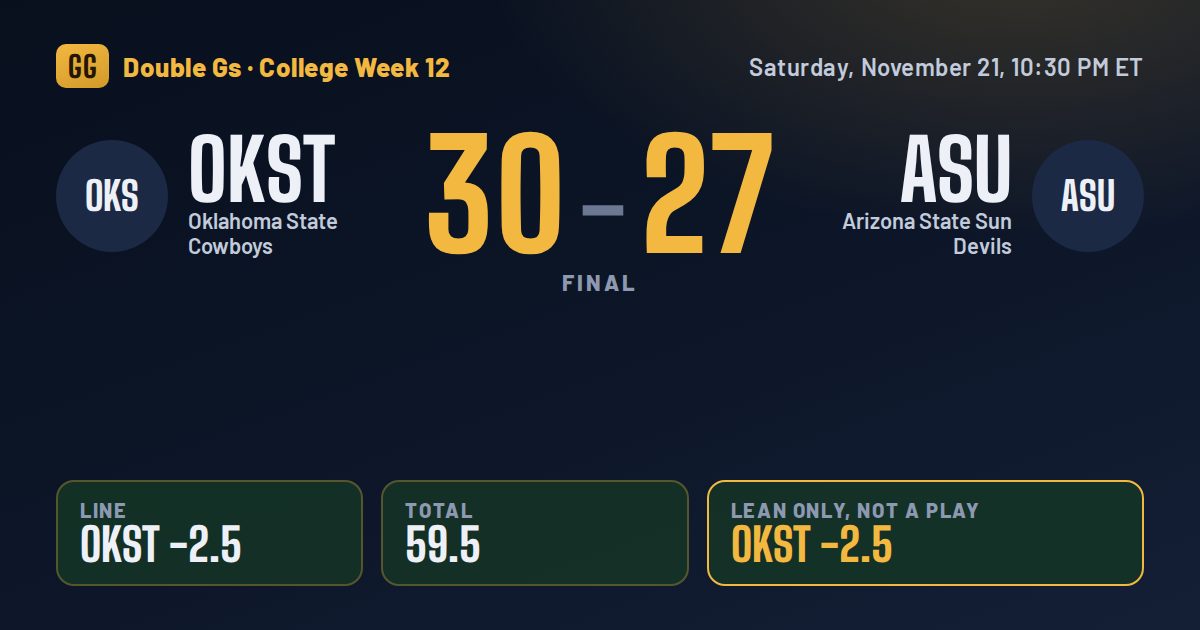 GG Double Gs · College Week 12
Saturday, November 21, 10:30 PM ET
OKS
OKST
Oklahoma State
Cowboys
30 – 27
FINAL
ASU
Arizona State Sun
Devils
ASU
LINE
OKST −2.5
TOTAL
59.5
LEAN ONLY, NOT A PLAY
OKST −2.5